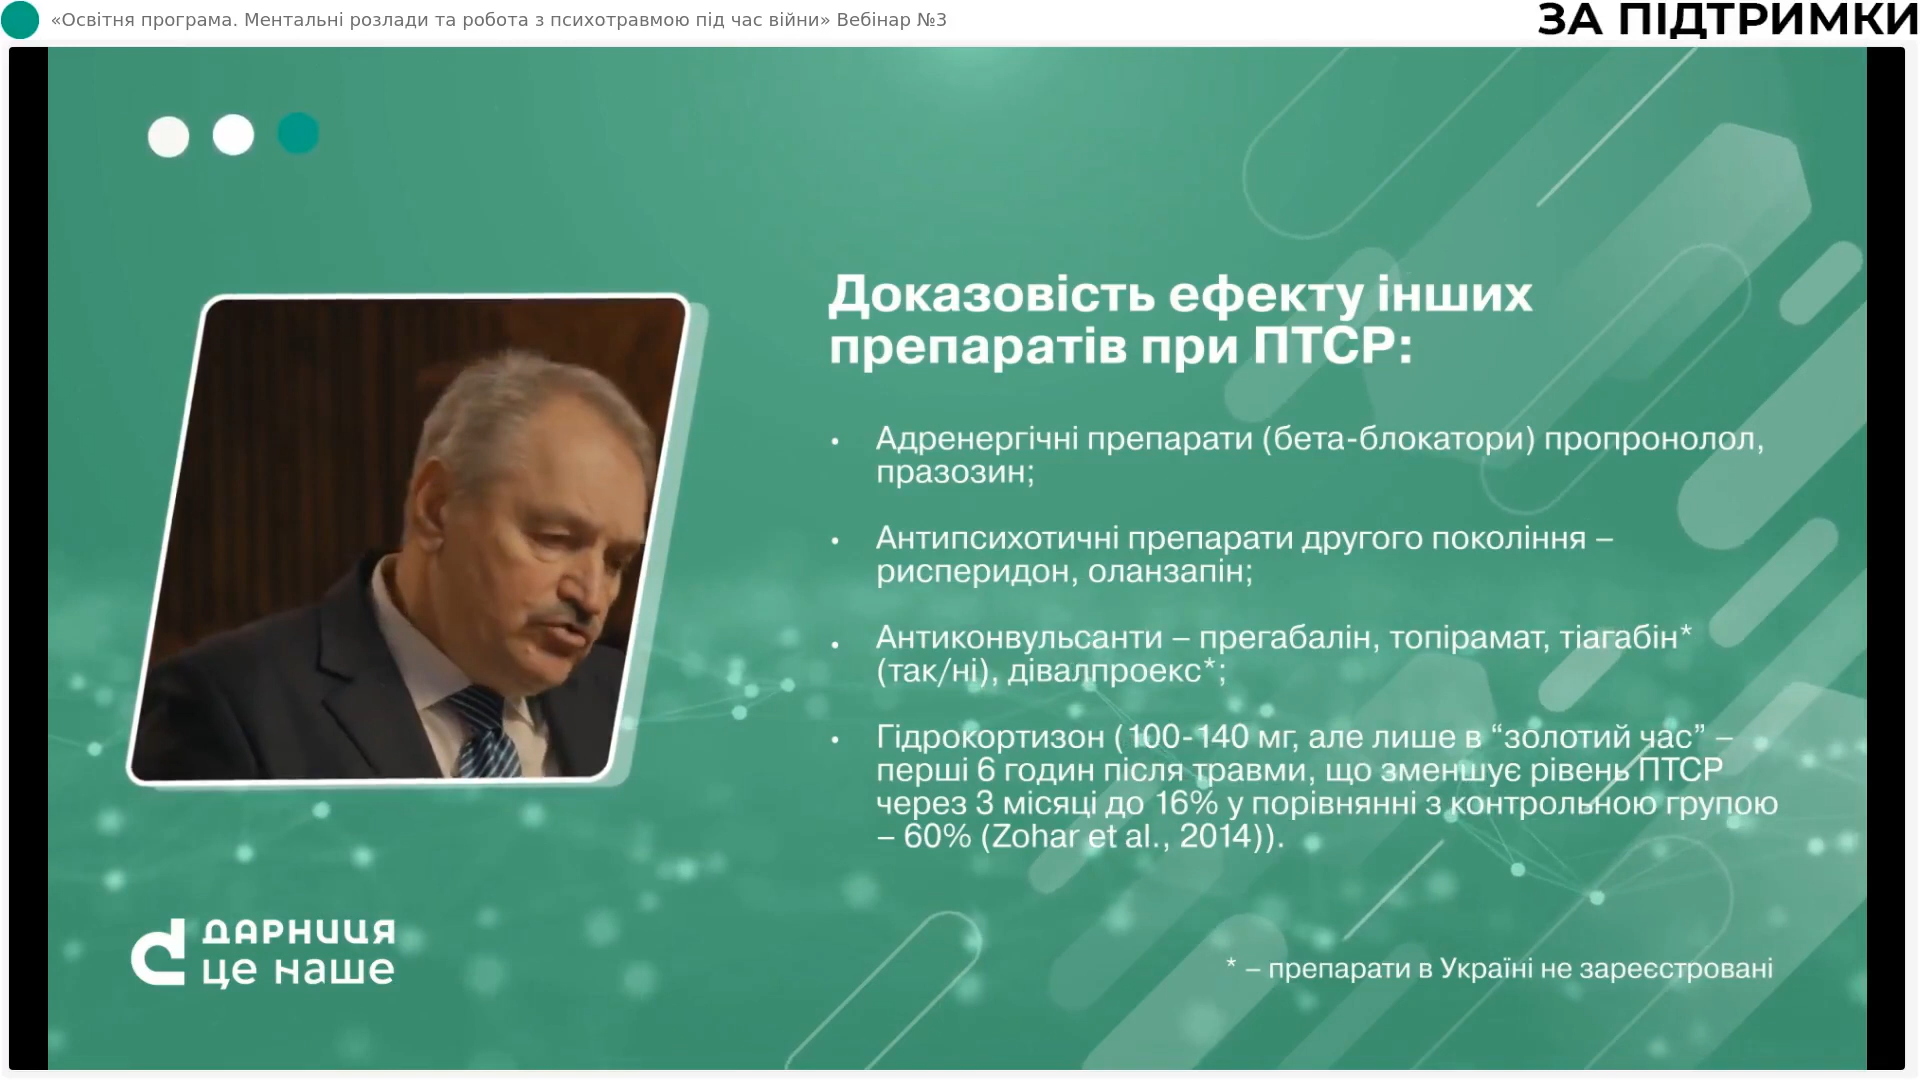 «Освітня програма. Ментальні розлади та робота з психотравмою під час війни» Вебінар №3
ЗА ПІДТРИМКИ
Доказовість ефекту інших
препаратів при ПТСР:
• Адренергічні препарати (бета-блокатори) пропронолол,
празозин;
• Антипсихотичні препарати другого покоління –
рисперидон, оланзапін;
• Антиконвульсанти – прегабалін, топірамат, тіагабін*
(так/ні), дівалпроекс*;
• Гідрокортизон (100-140 мг, але лише в “золотий час” –
перші 6 годин після травми, що зменшує рівень ПТСР
через 3 місяці до 16% у порівнянні з контрольною групою
– 60% (Zohar et al., 2014)).
ДАРНИЦЯ
це наше
* – препарати в Україні не зареєстровані